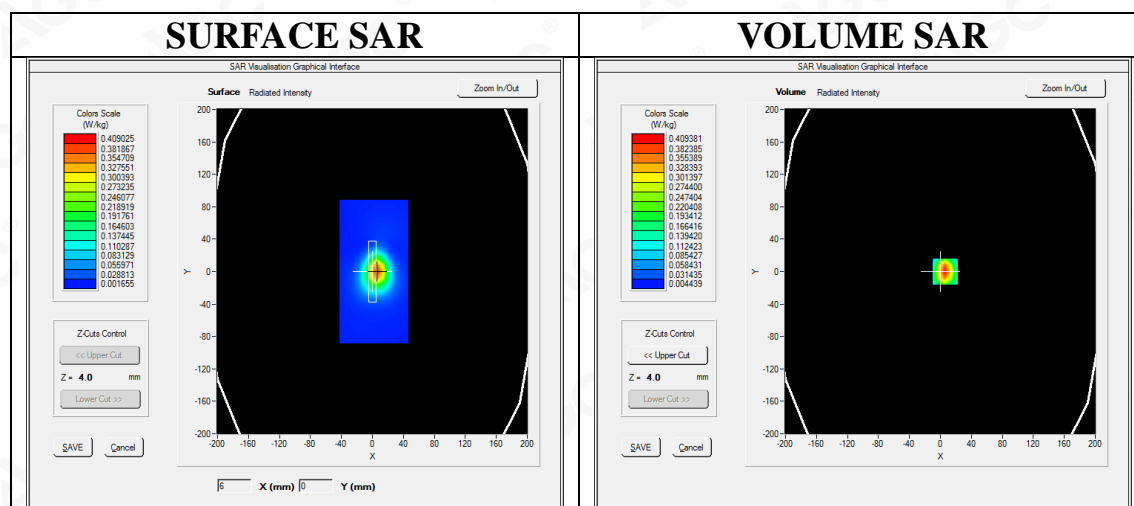 SURFACE SAR
SAR Visualisation Graphical Interface
Surface Radiated Intensity
Zoom In/Out
Colors Scale
(W/kg)
0.409025
0.381867
0.354709
0.327551
0.300393
0.273235
0.246077
0.218919
0.191761
0.164603
0.137445
0.110287
0.083129
0.055971
0.028813
0.001655
Z-Cuts Control
<< Upper Cut
Z = 4.0 mm
Lower Cut >>
SAVE Cancel
200
160
120
80
40
0
-40
-80
-120
-160
-200
Y
-200 -160 -120 -80 -40 0 40 80 120 160 200
X
6 X (mm) 0 Y (mm)
VOLUME SAR
SAR Visualisation Graphical Interface
Volume Radiated Intensity
Zoom In/Out
Colors Scale
(W/kg)
0.409381
0.382385
0.355389
0.328393
0.301397
0.274400
0.247404
0.220408
0.193412
0.166416
0.139420
0.112423
0.085427
0.058431
0.031435
0.004439
Z-Cuts Control
<< Upper Cut
Z = 4.0 mm
Lower Cut >>
SAVE Cancel
200
160
120
80
40
0
-40
-80
-120
-160
-200
Y
-200 -160 -120 -80 -40 0 40 80 120 160 200
X